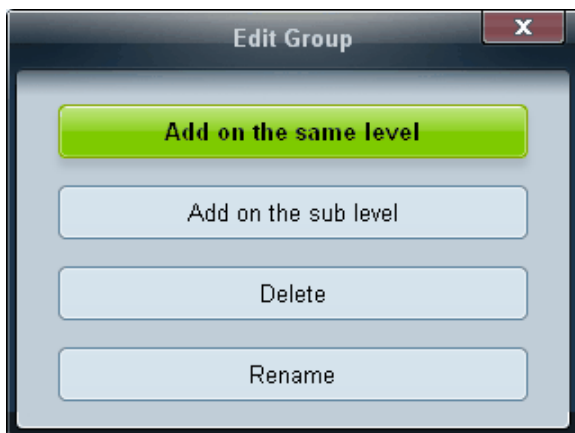 Edit Group
x
Add on the same level
Add on the sub level
Delete
Rename